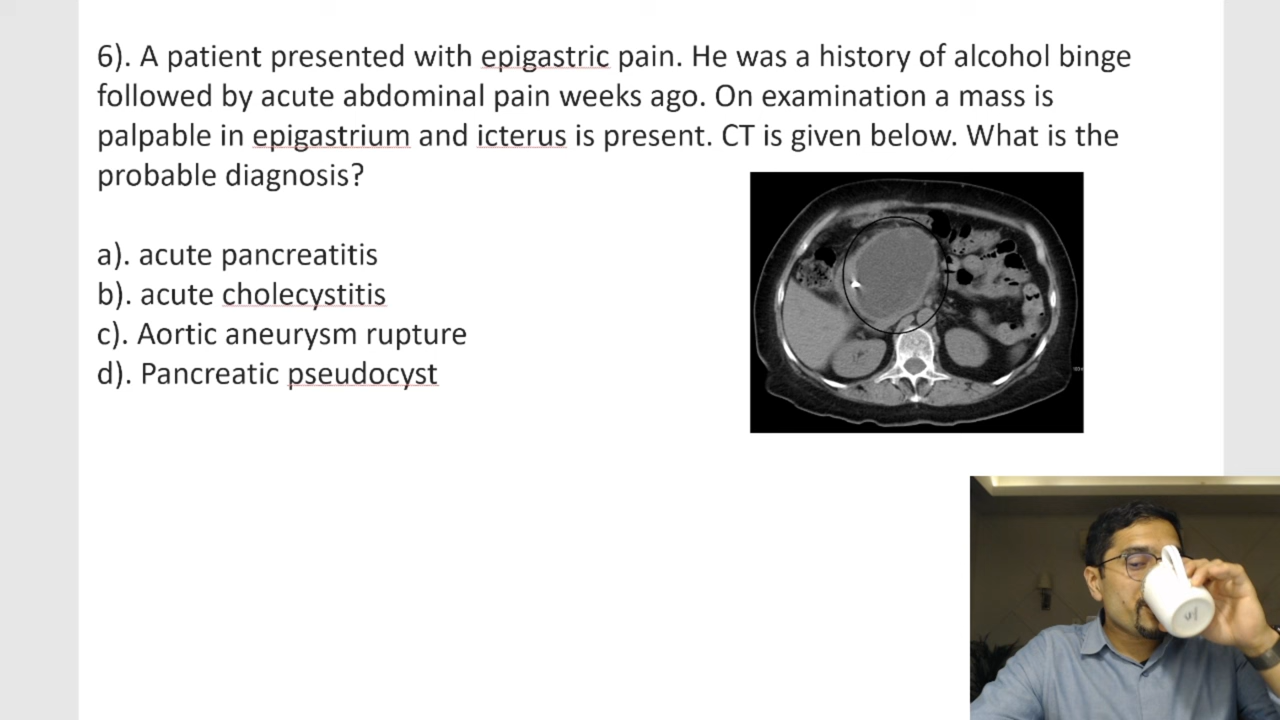 6). A patient presented with epigastric pain. He was a history of alcohol binge
followed by acute abdominal pain weeks ago. On examination a mass is
palpable in epigastrium and icterus is present. CT is given below. What is the
probable diagnosis?
a). acute pancreatitis
b). acute cholecystitis
c). Aortic aneurysm rupture
d). Pancreatic pseudocyst